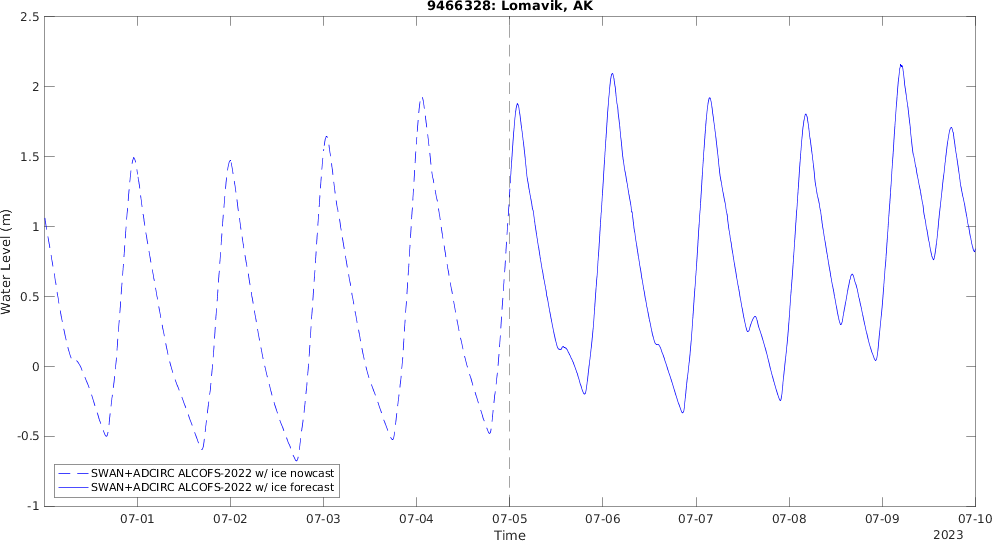 9466328: Lomavik, AK
Water Level (m)
2.5
2
1.5
1
0.5
0
-0.5
-1
SWAN+ADCIRC ALCOFS-2022 w/ ice nowcast
SWAN+ADCIRC ALCOFS-2022 w/ ice forecast
07-01 07-02 07-03 07-04 07-05 07-06 07-07 07-08 07-09 07-10
Time
2023